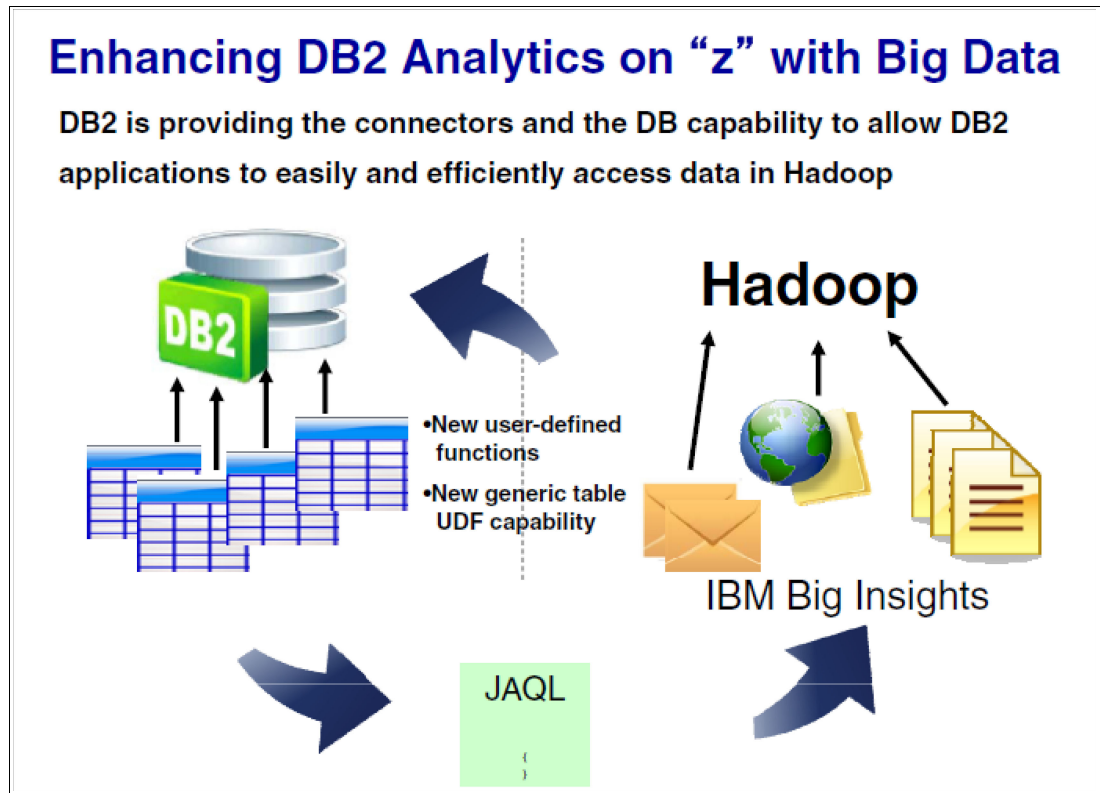 Enhancing DB2 Analytics on “z” with Big Data
DB2 is providing the connectors and the DB capability to allow DB2
applications to easily and efficiently access data in Hadoop
DB2
Hadoop
•New user-defined
functions
•New generic table
UDF capability
IBM Big Insights
JAQL
{
}